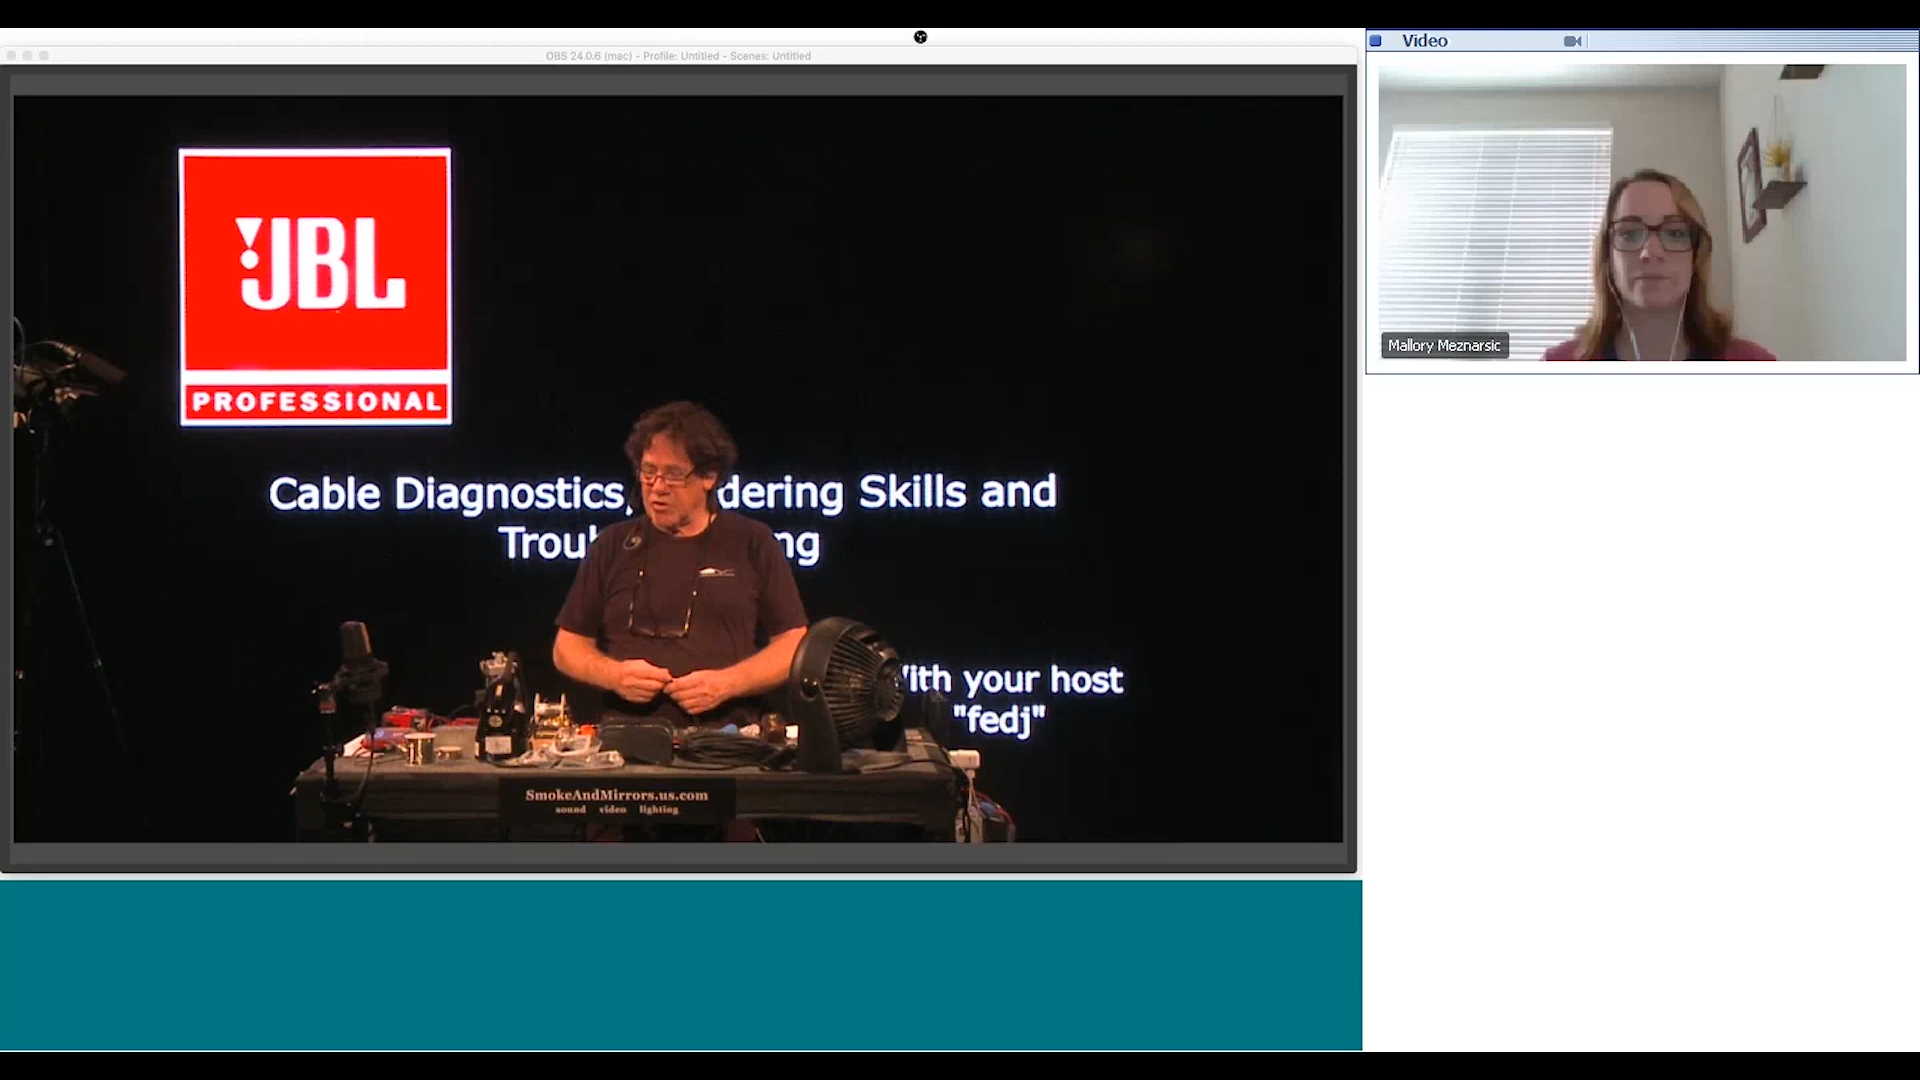 OBS 24.0.6 (mac) - Profile: Untitled - Scenes: Untitled
Video
JBL
PROFESSIONAL
Mallory Meznarsic
Cable Diagnostics, dering Skills and
Trou ng
ith your host
"fedj"
SmokeAndMirrors.us.com
sound video lighting